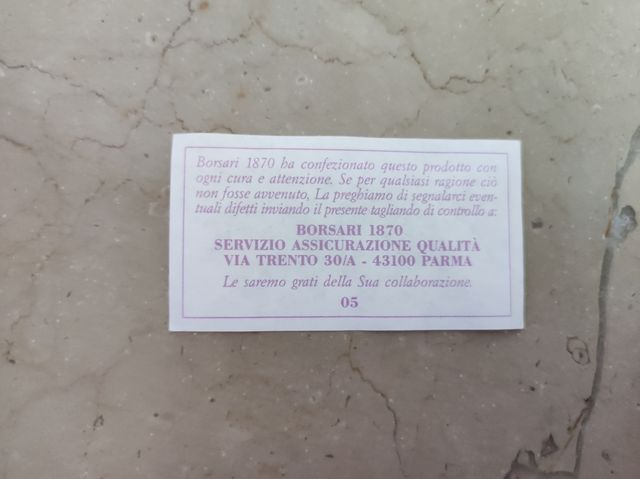 Borsari 1870 ha confezionato questo prodotto con
ogni cura e attenzione. Se per qualsiasi ragione ciò
non fosse avvenuto, La preghiamo di segnalarci even-
tuali difetti inviando il presente tagliando di controllo a:
BORSARI 1870
SERVIZIO ASSICURAZIONE QUALITÀ
VIA TRENTO 30/A - 43100 PARMA
Le saremo grati della Sua collaborazione.
05